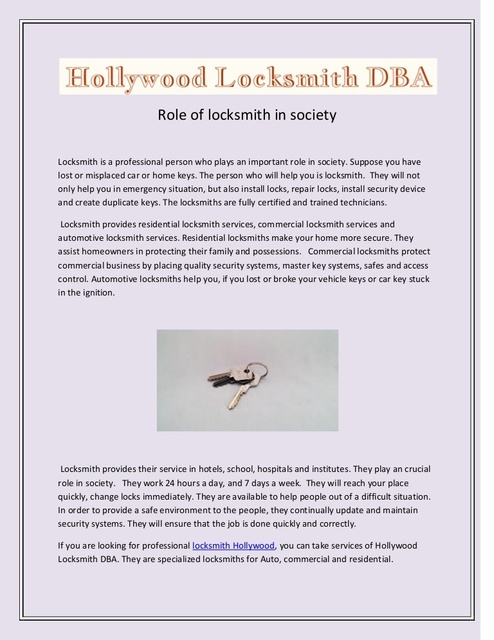 Hollywood Locksmith DBA
Role of locksmith in society
Locksmith is a professional person who plays an important role in society. Suppose you have
lost or misplaced car or home keys. The person who will help you is locksmith.  They will not
only help you in emergency situation, but also install locks, repair locks, install security device
and create duplicate keys. The locksmiths are fully certified and trained technicians.
Locksmith provides residential locksmith services, commercial locksmith services and
automotive locksmith services. Residential locksmiths make your home more secure. They
assist homeowners in protecting their family and possessions.   Commercial locksmiths protect
commercial business by placing quality security systems, master key systems, safes and access
control. Automotive locksmiths help you, if you lost or broke your vehicle keys or car key stuck
in the ignition.
Locksmith provides their service in hotels, school, hospitals and institutes. They play an crucial
role in society.   They work 24 hours a day, and 7 days a week.  They will reach your place
quickly, change locks immediately. They are available to help people out of a difficult situation.
In order to provide a safe environment to the people, they continually update and maintain
security systems. They will ensure that the job is done quickly and correctly.
If you are looking for professional locksmith Hollywood, you can take services of Hollywood
Locksmith DBA. They are specialized locksmiths for Auto, commercial and residential.